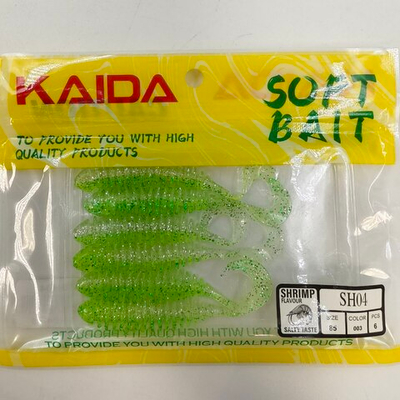 KAIDA
SOFT
BAIT
TO PROVIDE YOU WITH HIGH
QUALITY PRODUCTS
SHRIMP
FLAVOUR
SALTY TASTE
SH04
SIZE
85
COLOR
003
PCS
6
TO PROVIDE YOU WITH HIGH QUALITY PRODUCTS